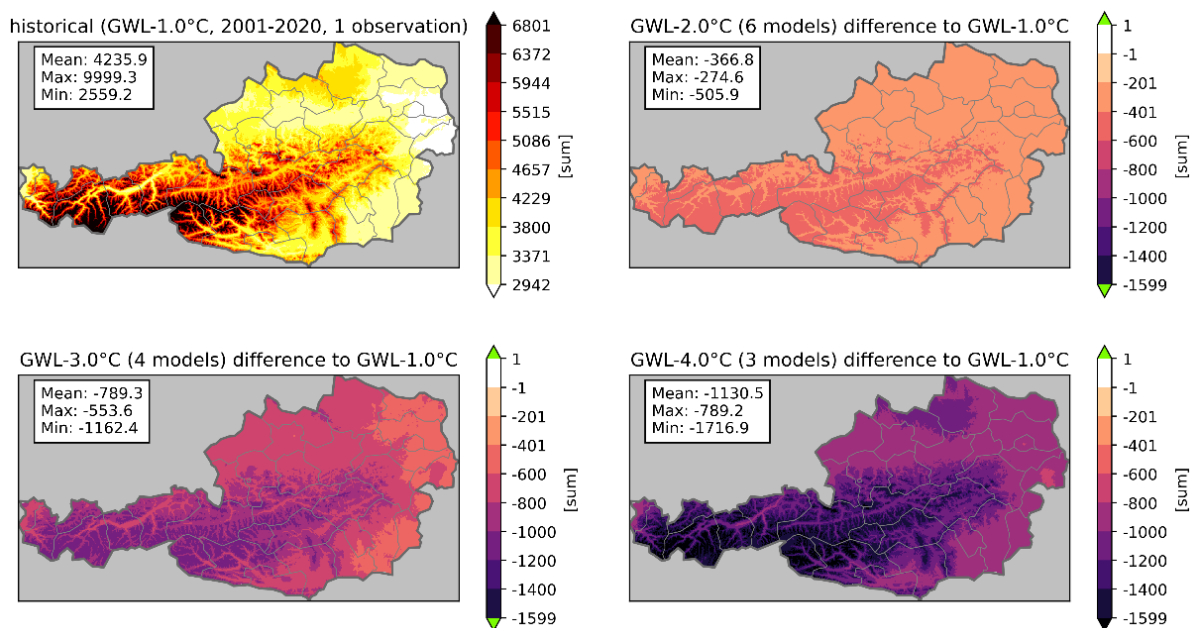 historical (GWL-1.0°C, 2001-2020, 1 observation)
Mean: 4235.9
Max: 9999.3
Min: 2559.2
6801
6372
5944
5515
5086
4657
4229
3800
3371
2942
[sum]
GWL-2.0°C (6 models) difference to GWL-1.0°C
Mean: -366.8
Max: -274.6
Min: -505.9
1
-1
-201
-401
-600
-800
-1000
-1200
-1400
-1599
[sum]
GWL-3.0°C (4 models) difference to GWL-1.0°C
Mean: -789.3
Max: -553.6
Min: -1162.4
1
-1
-201
-401
-600
-800
-1000
-1200
-1400
-1599
[sum]
GWL-4.0°C (3 models) difference to GWL-1.0°C
Mean: -1130.5
Max: -789.2
Min: -1716.9
1
-1
-201
-401
-600
-800
-1000
-1200
-1400
-1599
[sum]